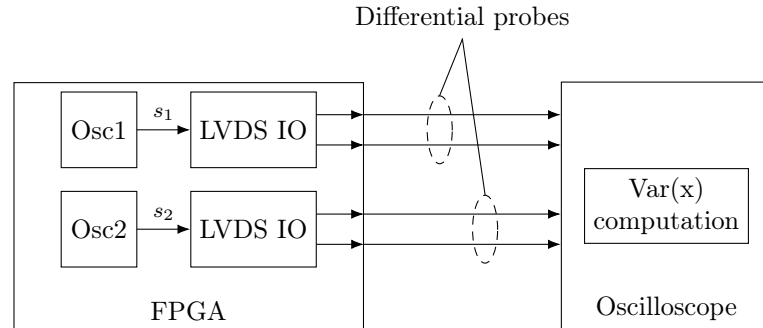 Differential probes
Osc1
s1
LVDS IO
Osc2
s2
LVDS IO
Var(x)
computation
FPGA
Oscilloscope